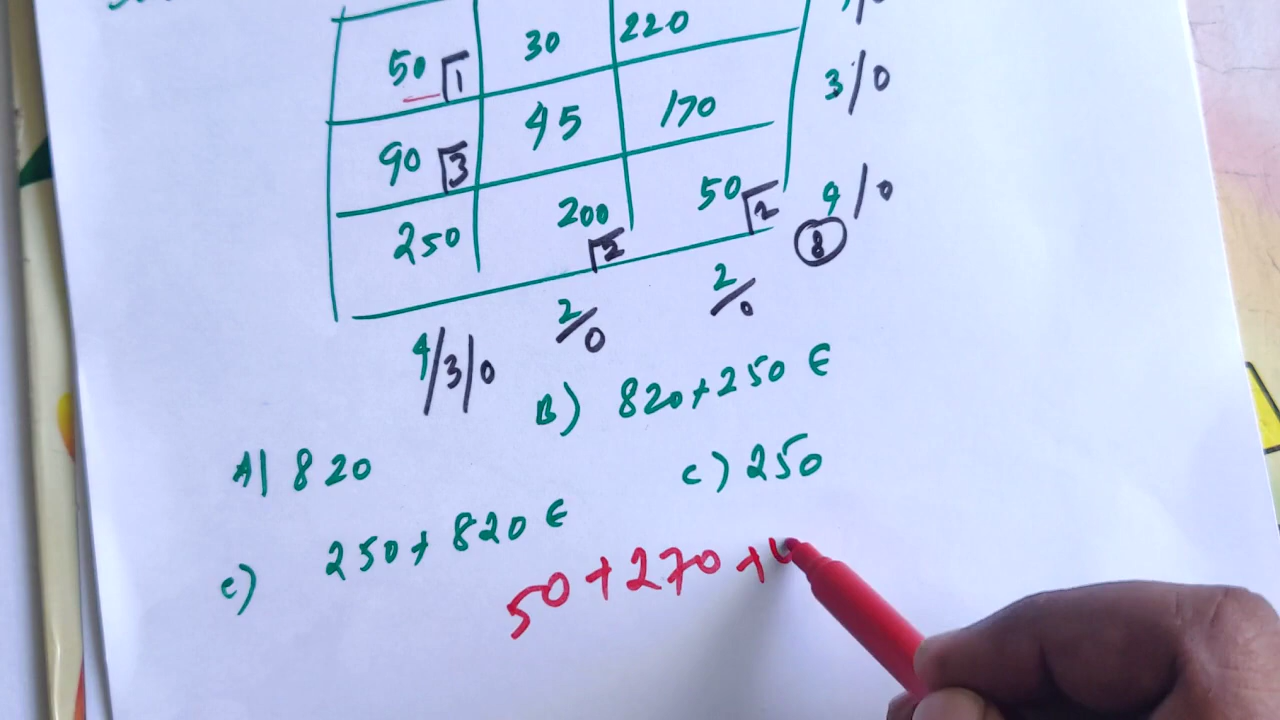 50 1 30 220
3/0
90 3 45 170
4/0
250 200 2 50 2
8
4/3/0 2/0 2/0
B) 820+250 E
A) 820
C) 250
c) 250+820 E
50+270+4